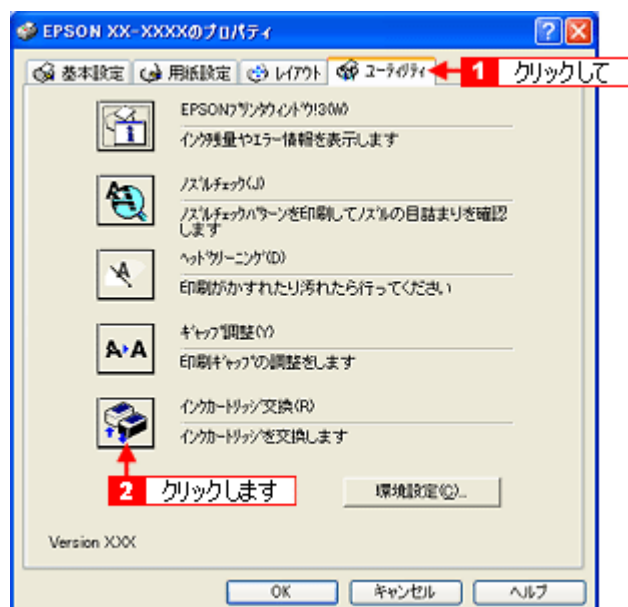 EPSON XX-XXXXのプロパティ
基本設定 用紙設定 レイアウト ユーティリティ 1 クリックして
EPSONプリンタウィンドウ!3(W)
インク残量やエラー情報を表示します
ノズルチェック(J)
ノズルチェックパターンを印刷してノズルの目詰まりを確認
します
ヘッドクリーニング(D)
印刷がかすれたり汚れたら行ってください
ギャップ調整(Y)
印刷ギャップの調整をします
インクカートリッジ交換(R)
インクカートリッジを交換します
2 クリックします 環境設定(C)...
Version XXX
OK キャンセル ヘルプ